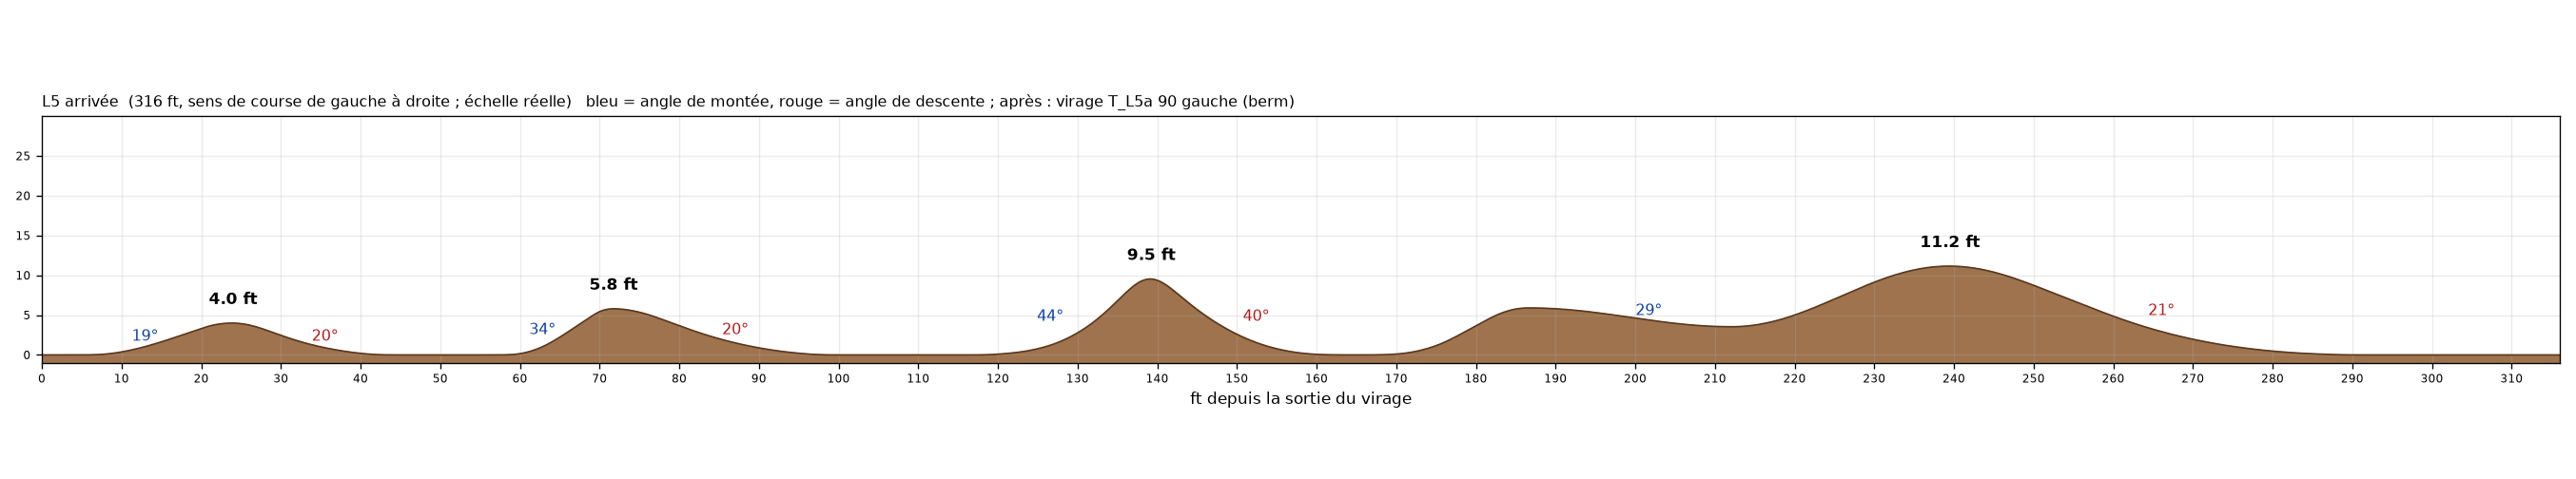 L5 arrivée  (316 ft, sens de course de gauche à droite ; échelle réelle)   bleu = angle de montée, rouge = angle de descente ; après : virage T_L5a 90 gauche (berm)
25
20
15
10
5
0
4.0 ft
5.8 ft
9.5 ft
11.2 ft
19°
20°
34°
20°
44°
40°
29°
21°
0 10 20 30 40 50 60 70 80 90 100 110 120 130 140 150 160 170 180 190 200 210 220 230 240 250 260 270 280 290 300 310
ft depuis la sortie du virage